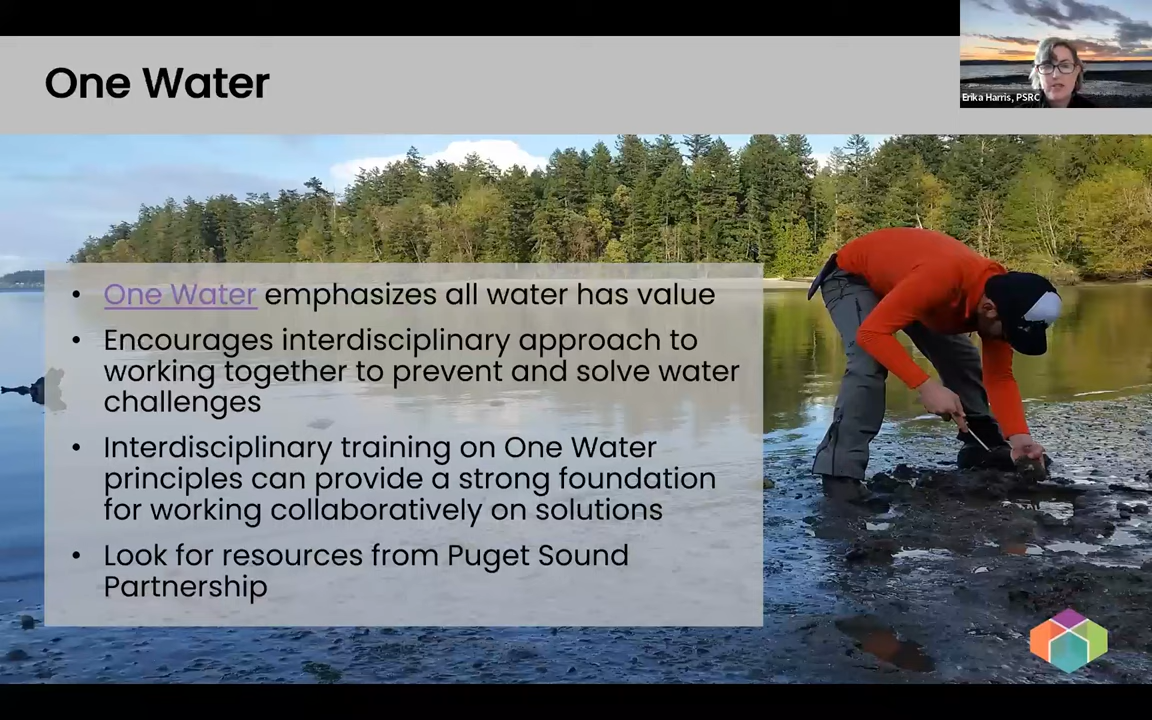 One Water
Erika Harris, PSRC
• One Water emphasizes all water has value
• Encourages interdisciplinary approach to
working together to prevent and solve water
challenges
• Interdisciplinary training on One Water
principles can provide a strong foundation
for working collaboratively on solutions
• Look for resources from Puget Sound
Partnership